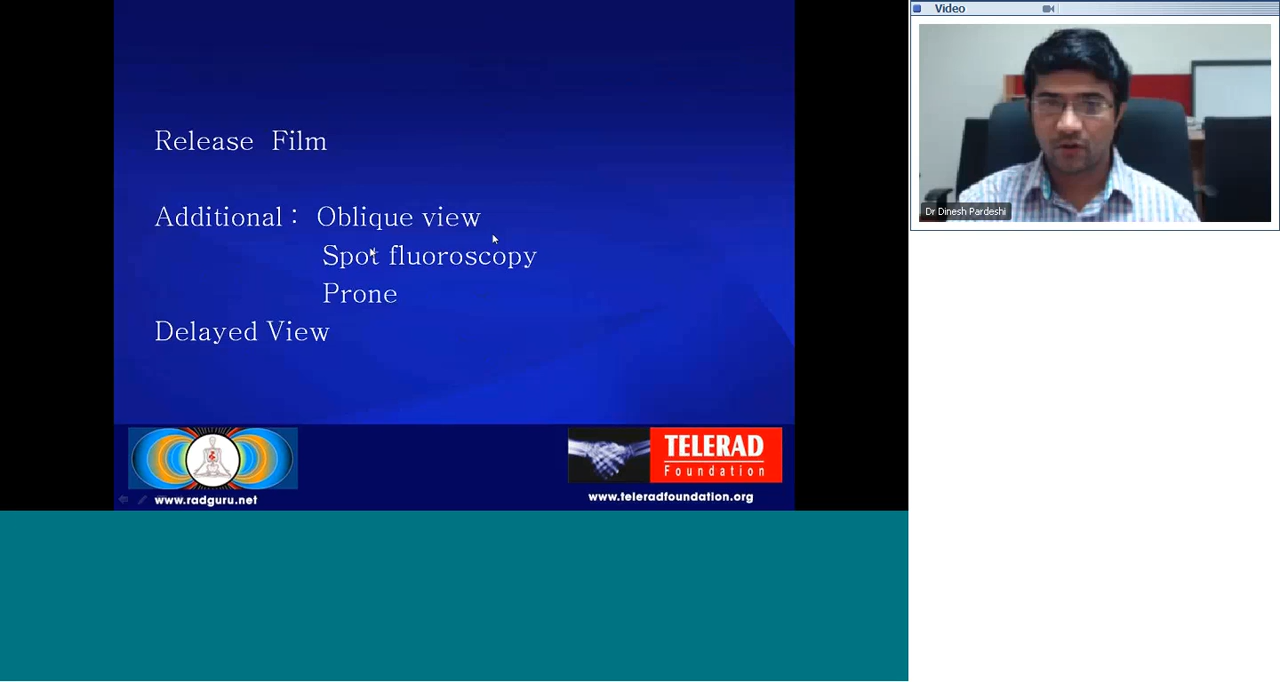 Release Film
Additional : Oblique view
Spot fluoroscopy
Prone
Delayed View
www.radguru.net
TELERAD
Foundation
www.teleradfoundation.org
Video
Dr Dinesh Pardeshi